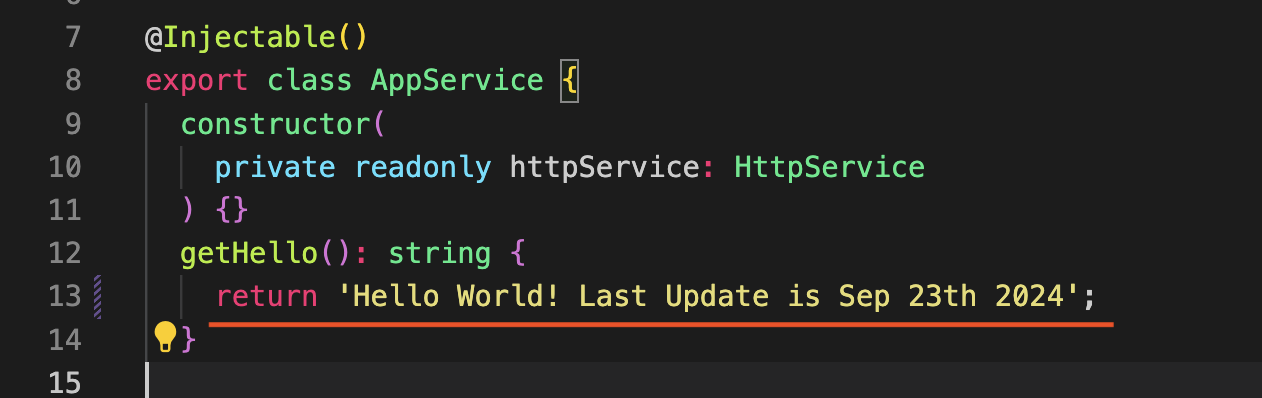 7 @Injectable()
8 export class AppService {
9 constructor(
10 private readonly httpService: HttpService
11 ) {}
12 getHello(): string {
13 return 'Hello World! Last Update is Sep 23th 2024';
14 }
15